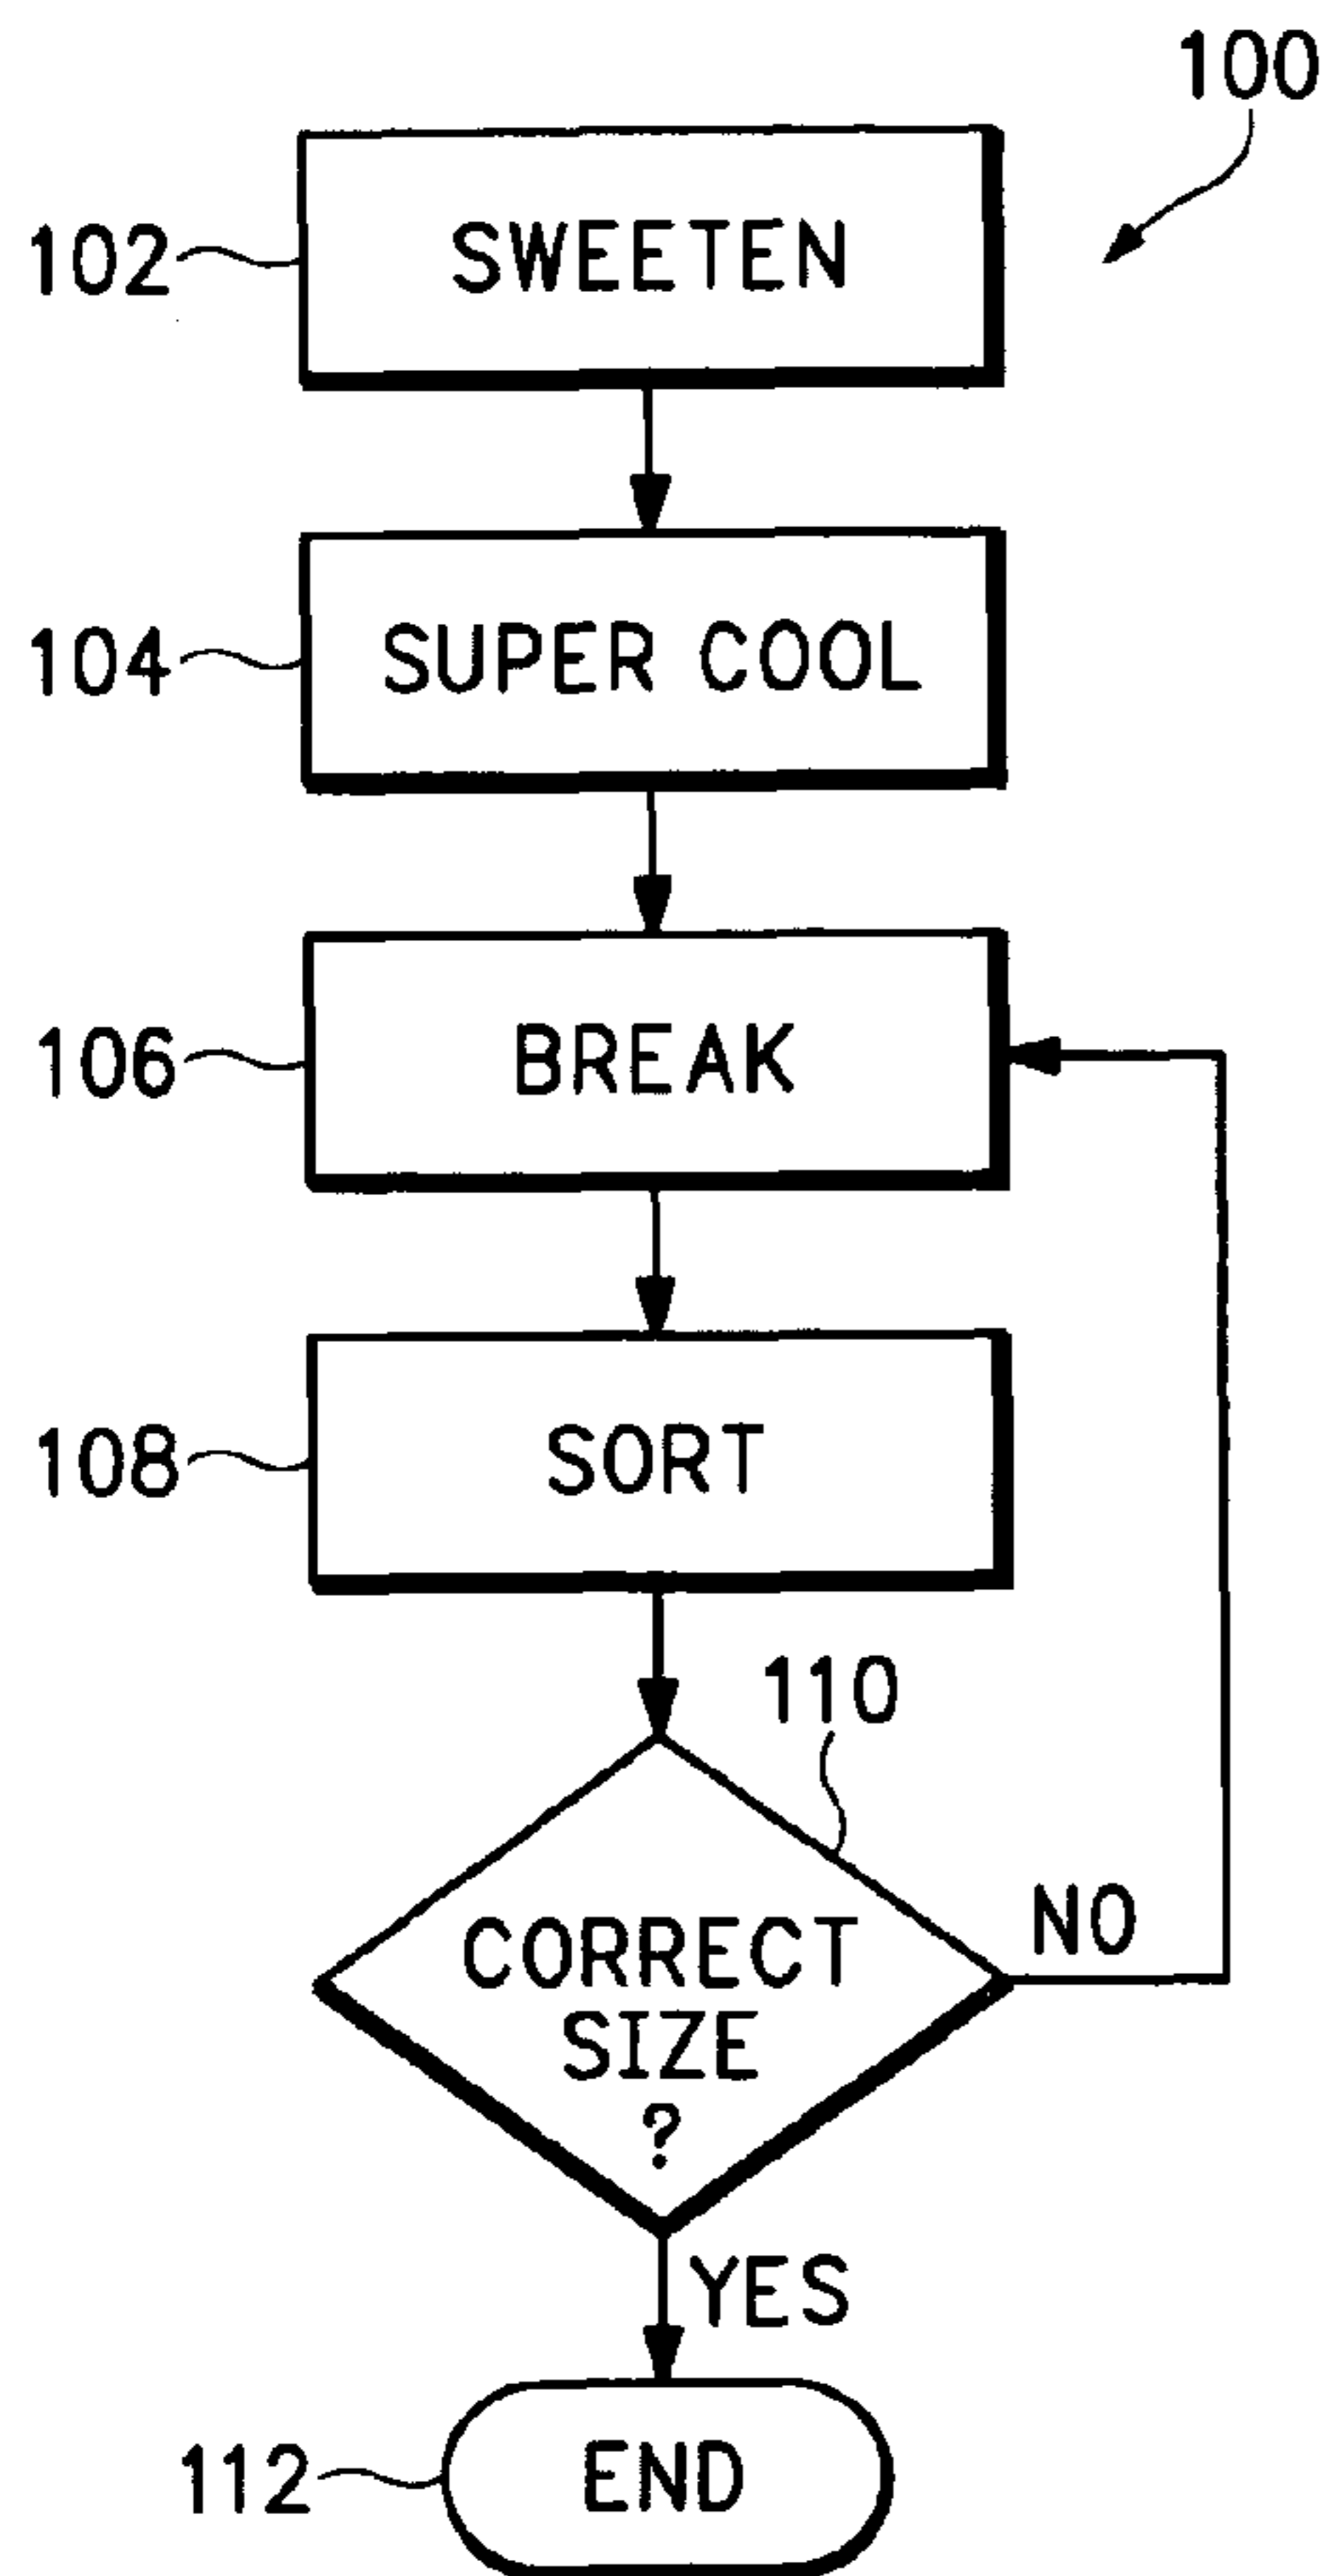 100
102
SWEETEN
104
SUPER COOL
106
BREAK
108
SORT
110
CORRECT
SIZE
?
NO
YES
112
END